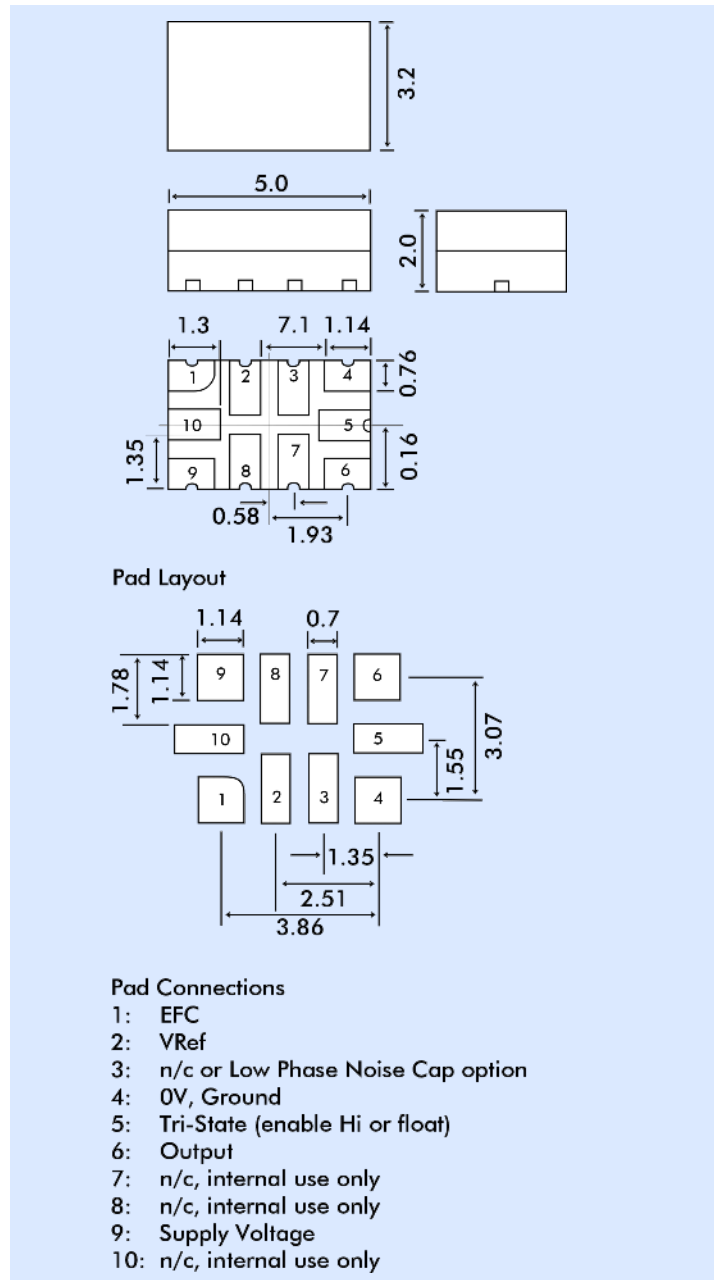 3.2
5.0
2.0
1.3 7.1 1.14
1 2 3 4
0.76
10 5
7
1.35
0.16
9 8 6
0.58
1.93
Pad Layout
1.14 0.7
1.78
1.14
9 8 7 6
10 5
3.07
1.55
1 2 3 4
1.35
2.51
3.86
Pad Connections
1: EFC
2: VRef
3: n/c or Low Phase Noise Cap option
4: 0V, Ground
5: Tri-State (enable Hi or float)
6: Output
7: n/c, internal use only
8: n/c, internal use only
9: Supply Voltage
10: n/c, internal use only